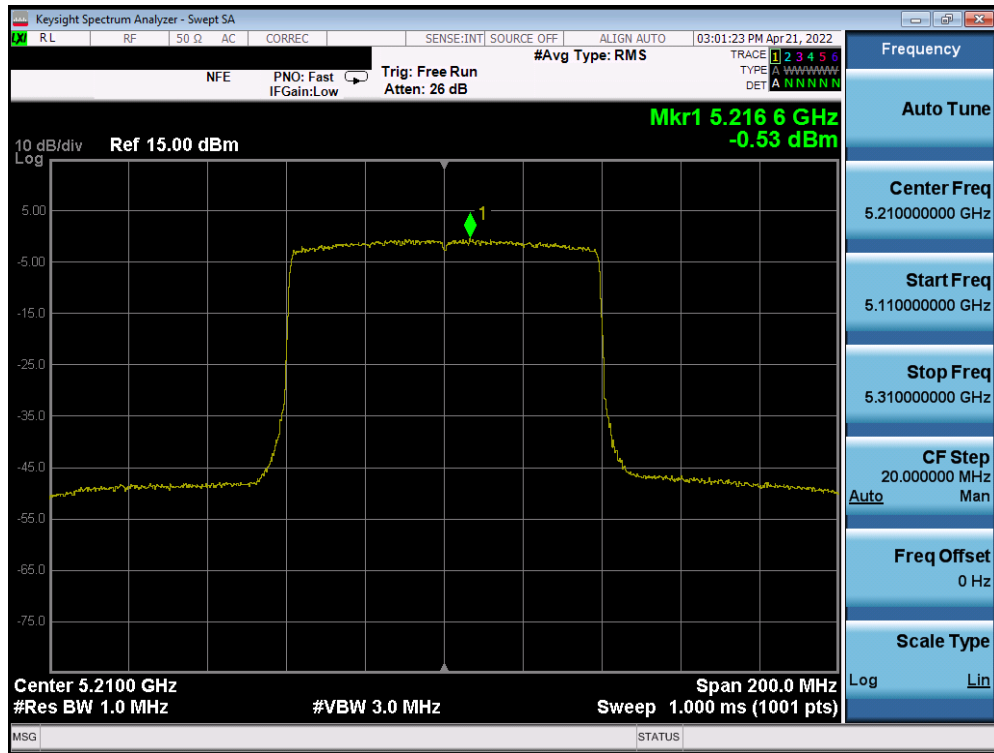 Keysight Spectrum Analyzer - Swept SA
LXI RL RF 50 Ω AC CORREC SENSE:INT SOURCE OFF ALIGN AUTO 03:01:23 PM Apr 21, 2022
#Avg Type: RMS TRACE 1 2 3 4 5 6
NFE PNO: Fast Trig: Free Run TYPE A WWWWW
IFGain:Low Atten: 26 dB DET A N N N N N
Mkr1 5.216 6 GHz
-0.53 dBm
10 dB/div Ref 15.00 dBm
Log
5.00
1
-5.00
-15.0
-25.0
-35.0
-45.0
-55.0
-65.0
-75.0
Center 5.2100 GHz Span 200.0 MHz
#Res BW 1.0 MHz #VBW 3.0 MHz Sweep 1.000 ms (1001 pts)
MSG STATUS
Frequency
Auto Tune
Center Freq
5.210000000 GHz
Start Freq
5.110000000 GHz
Stop Freq
5.310000000 GHz
CF Step
20.000000 MHz
Auto Man
Freq Offset
0 Hz
Scale Type
Log Lin